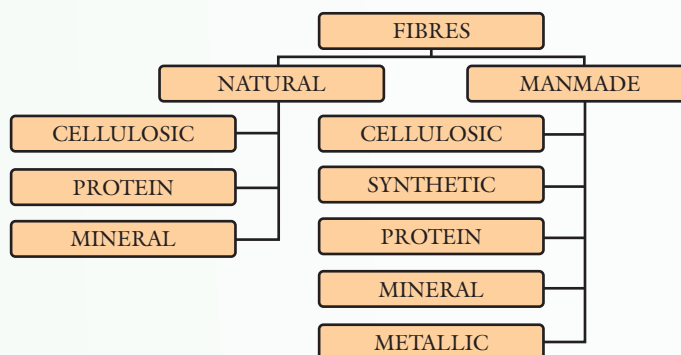 FIBRES
NATURAL
MANMADE
CELLULOSIC
PROTEIN
MINERAL
CELLULOSIC
SYNTHETIC
PROTEIN
MINERAL
METALLIC